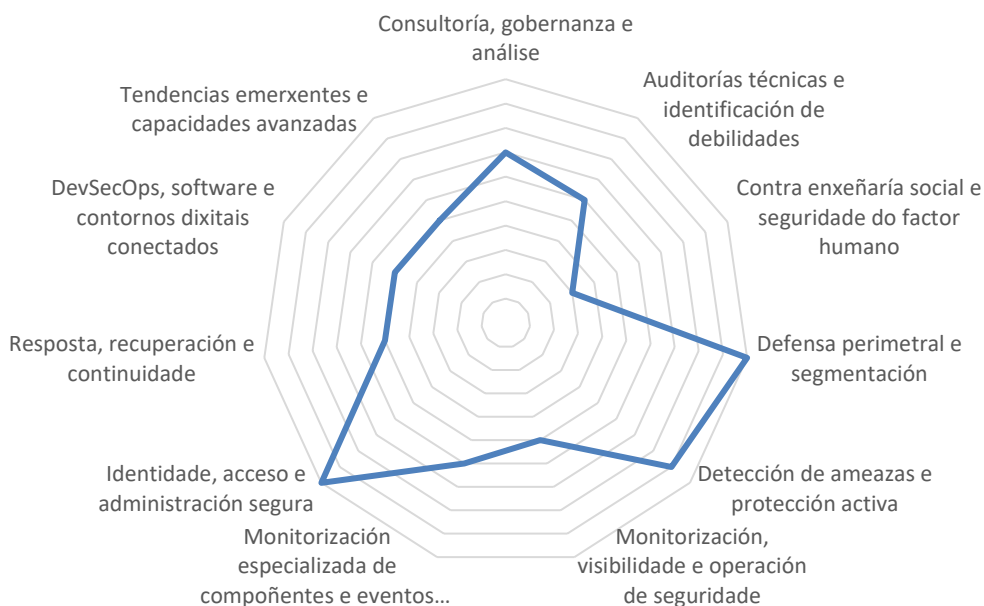 Consultoría, gobernanza e
análise
Auditorías técnicas e
identificación de
debilidades
Contra enxeñaría social e
seguridade do factor
humano
Defensa perimetral e
segmentación
Detección de ameazas e
protección activa
Monitorización,
visibilidade e operación
de seguridade
Monitorización
especializada de
compoñentes e eventos…
Identidade, acceso e
administración segura
Resposta, recuperación e
continuidade
DevSecOps, software e
contornos dixitais
conectados
Tendencias emerxentes e
capacidades avanzadas